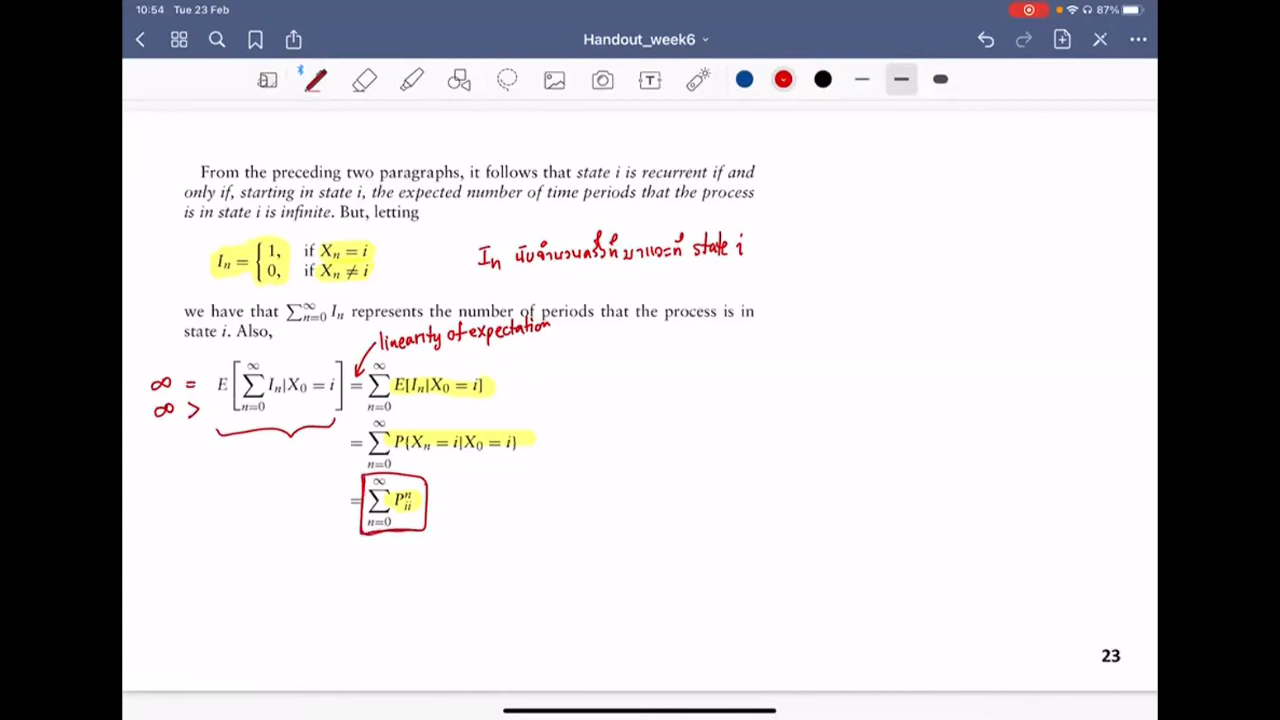 10:54 Tue 23 Feb
87%
Handout_week6
From the preceding two paragraphs, it follows that state i is recurrent if and
only if, starting in state i, the expected number of time periods that the process
is in state i is infinite. But, letting
Iₙ = { 1, if Xₙ = i
0, if Xₙ ≠ i
Iₙ นับจำนวนครั้งที่มาแวะที่ state i
we have that ∑ₙ₌₀^∞ Iₙ represents the number of periods that the process is in
state i. Also,
linearity of expectation
∞ = E[∑ₙ₌₀^∞ Iₙ|X₀ = i] = ∑ₙ₌₀^∞ E[Iₙ|X₀ = i]
∞ >
= ∑ₙ₌₀^∞ P{Xₙ = i|X₀ = i}
= ∑ₙ₌₀^∞ Pᵢᵢⁿ
23